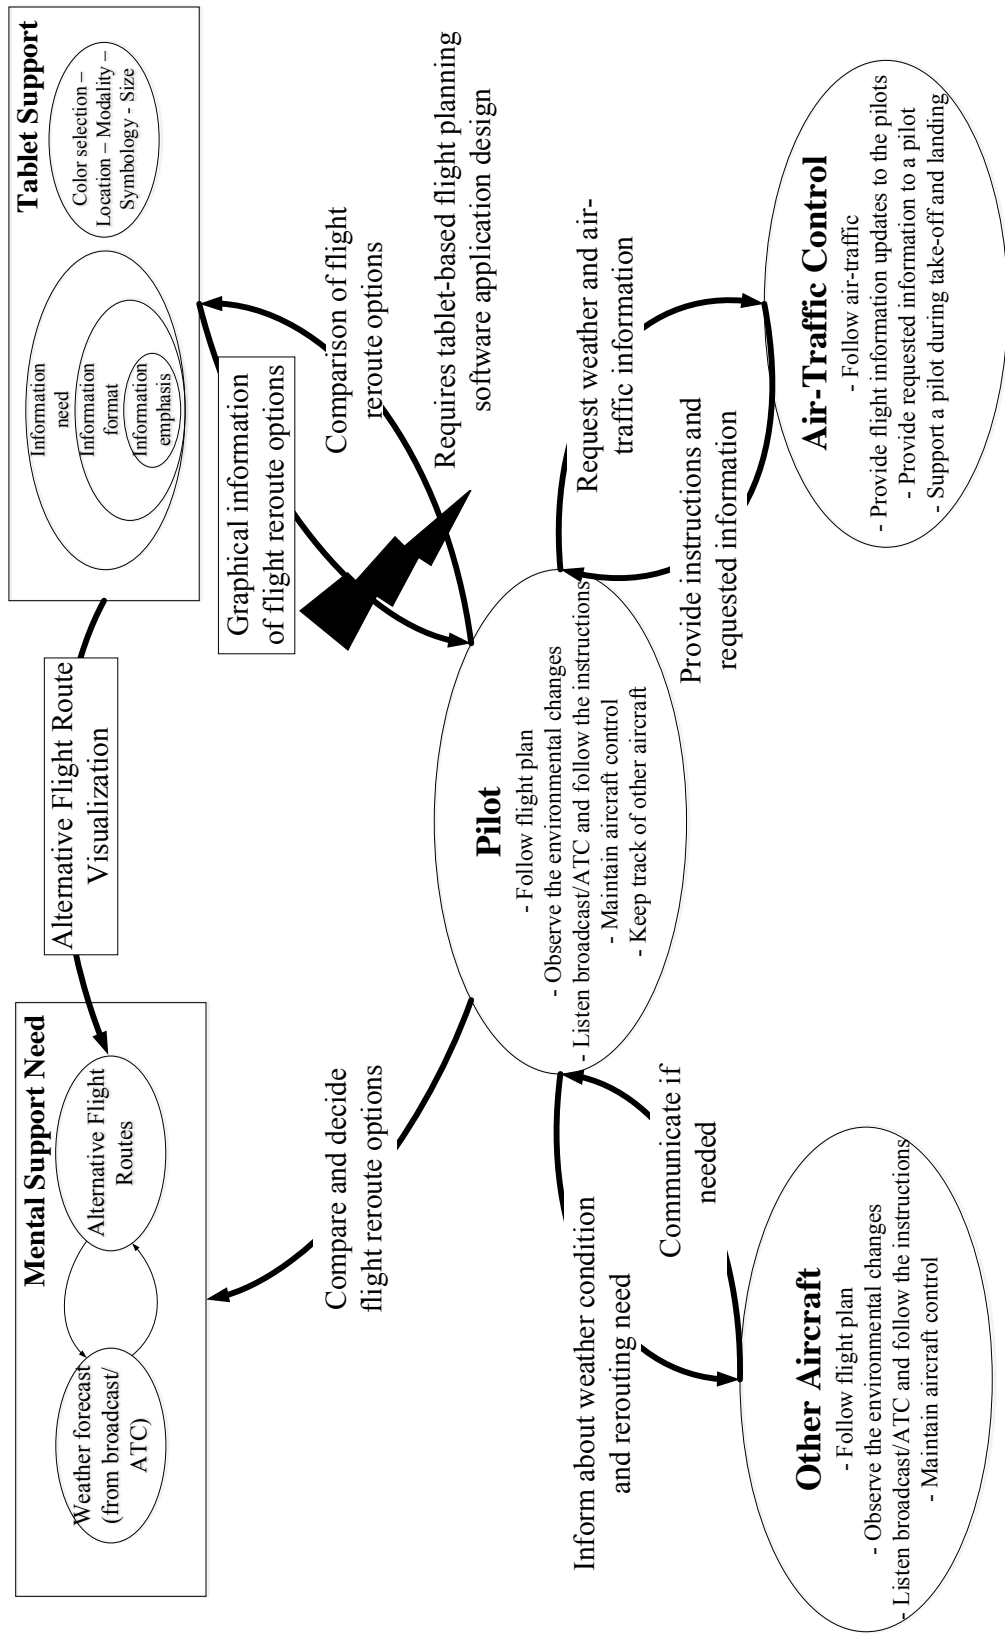 Mental Support Need
Weather forecast
(from broadcast/
ATC)
Alternative Flight
Routes
Alternative Flight Route
Visualization
Tablet Support
Information
need
Information
format
Information
emphasis
Color selection –
Location – Modality –
Symbology - Size
Compare and decide
flight reroute options
Graphical information
of flight reroute options
Comparison of flight
reroute options
Requires tablet-based flight planning
software application design
Pilot
- Follow flight plan
- Observe the environmental changes
- Listen broadcast/ATC and follow the instructions
- Maintain aircraft control
- Keep track of other aircraft
Inform about weather condition
and rerouting need
Communicate if
needed
Request weather and air-
traffic information
Provide instructions and
requested information
Other Aircraft
- Follow flight plan
- Observe the environmental changes
- Listen broadcast/ATC and follow the instructions
- Maintain aircraft control
Air-Traffic Control
- Follow air-traffic
- Provide flight information updates to the pilots
- Provide requested information to a pilot
- Support a pilot during take-off and landing